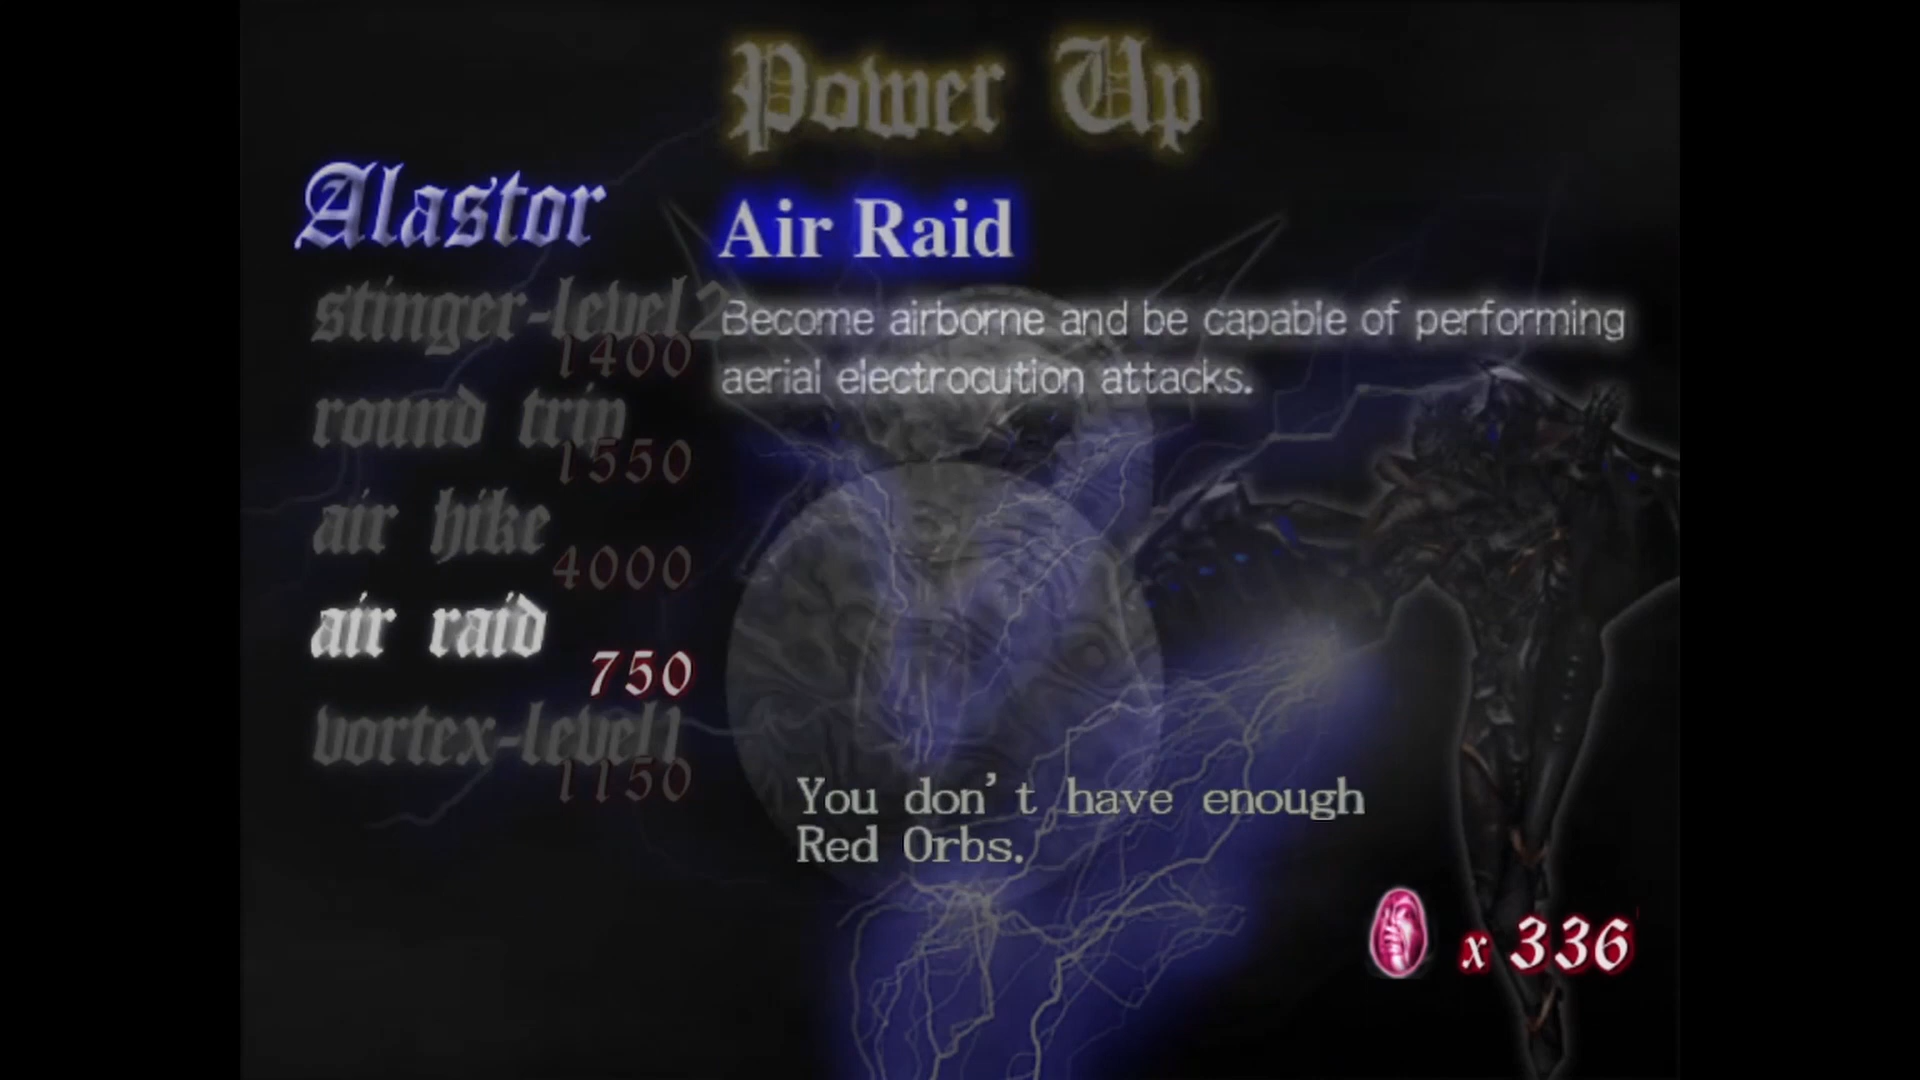 Power Up
Alastor
stinger-level2
1400
round trip
1550
air hike
4000
air raid
750
vortex-level1
1150
Air Raid
Become airborne and be capable of performing
aerial electrocution attacks.
You don't have enough
Red Orbs.
x 336